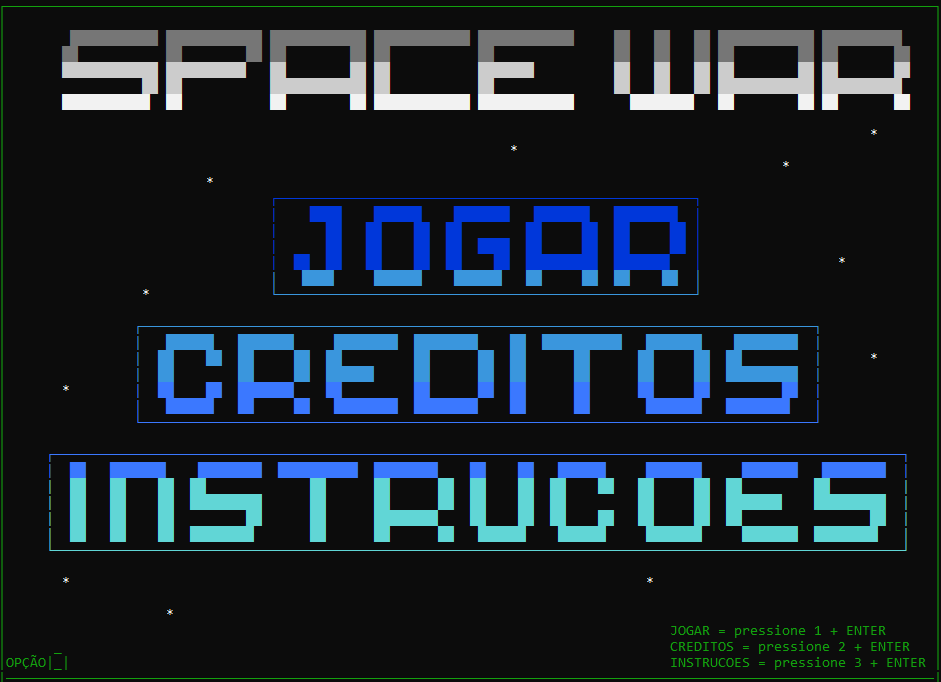 SPACE WAR
JOGAR
CREDITOS
INSTRUCOES
JOGAR = pressione 1 + ENTER
CREDITOS = pressione 2 + ENTER
OPÇÃO|_| INSTRUCOES = pressione 3 + ENTER